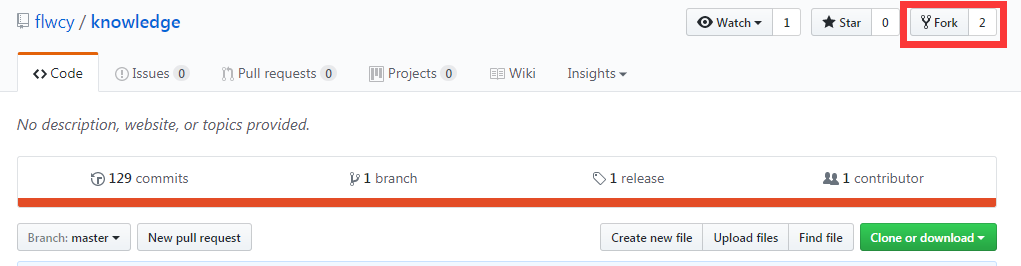 flwcy / knowledge Watch 1 Star 0 Fork 2
Code Issues 0 Pull requests 0 Projects 0 Wiki Insights
No description, website, or topics provided.
129 commits 1 branch 1 release 1 contributor
Branch: master New pull request Create new file Upload files Find file Clone or download